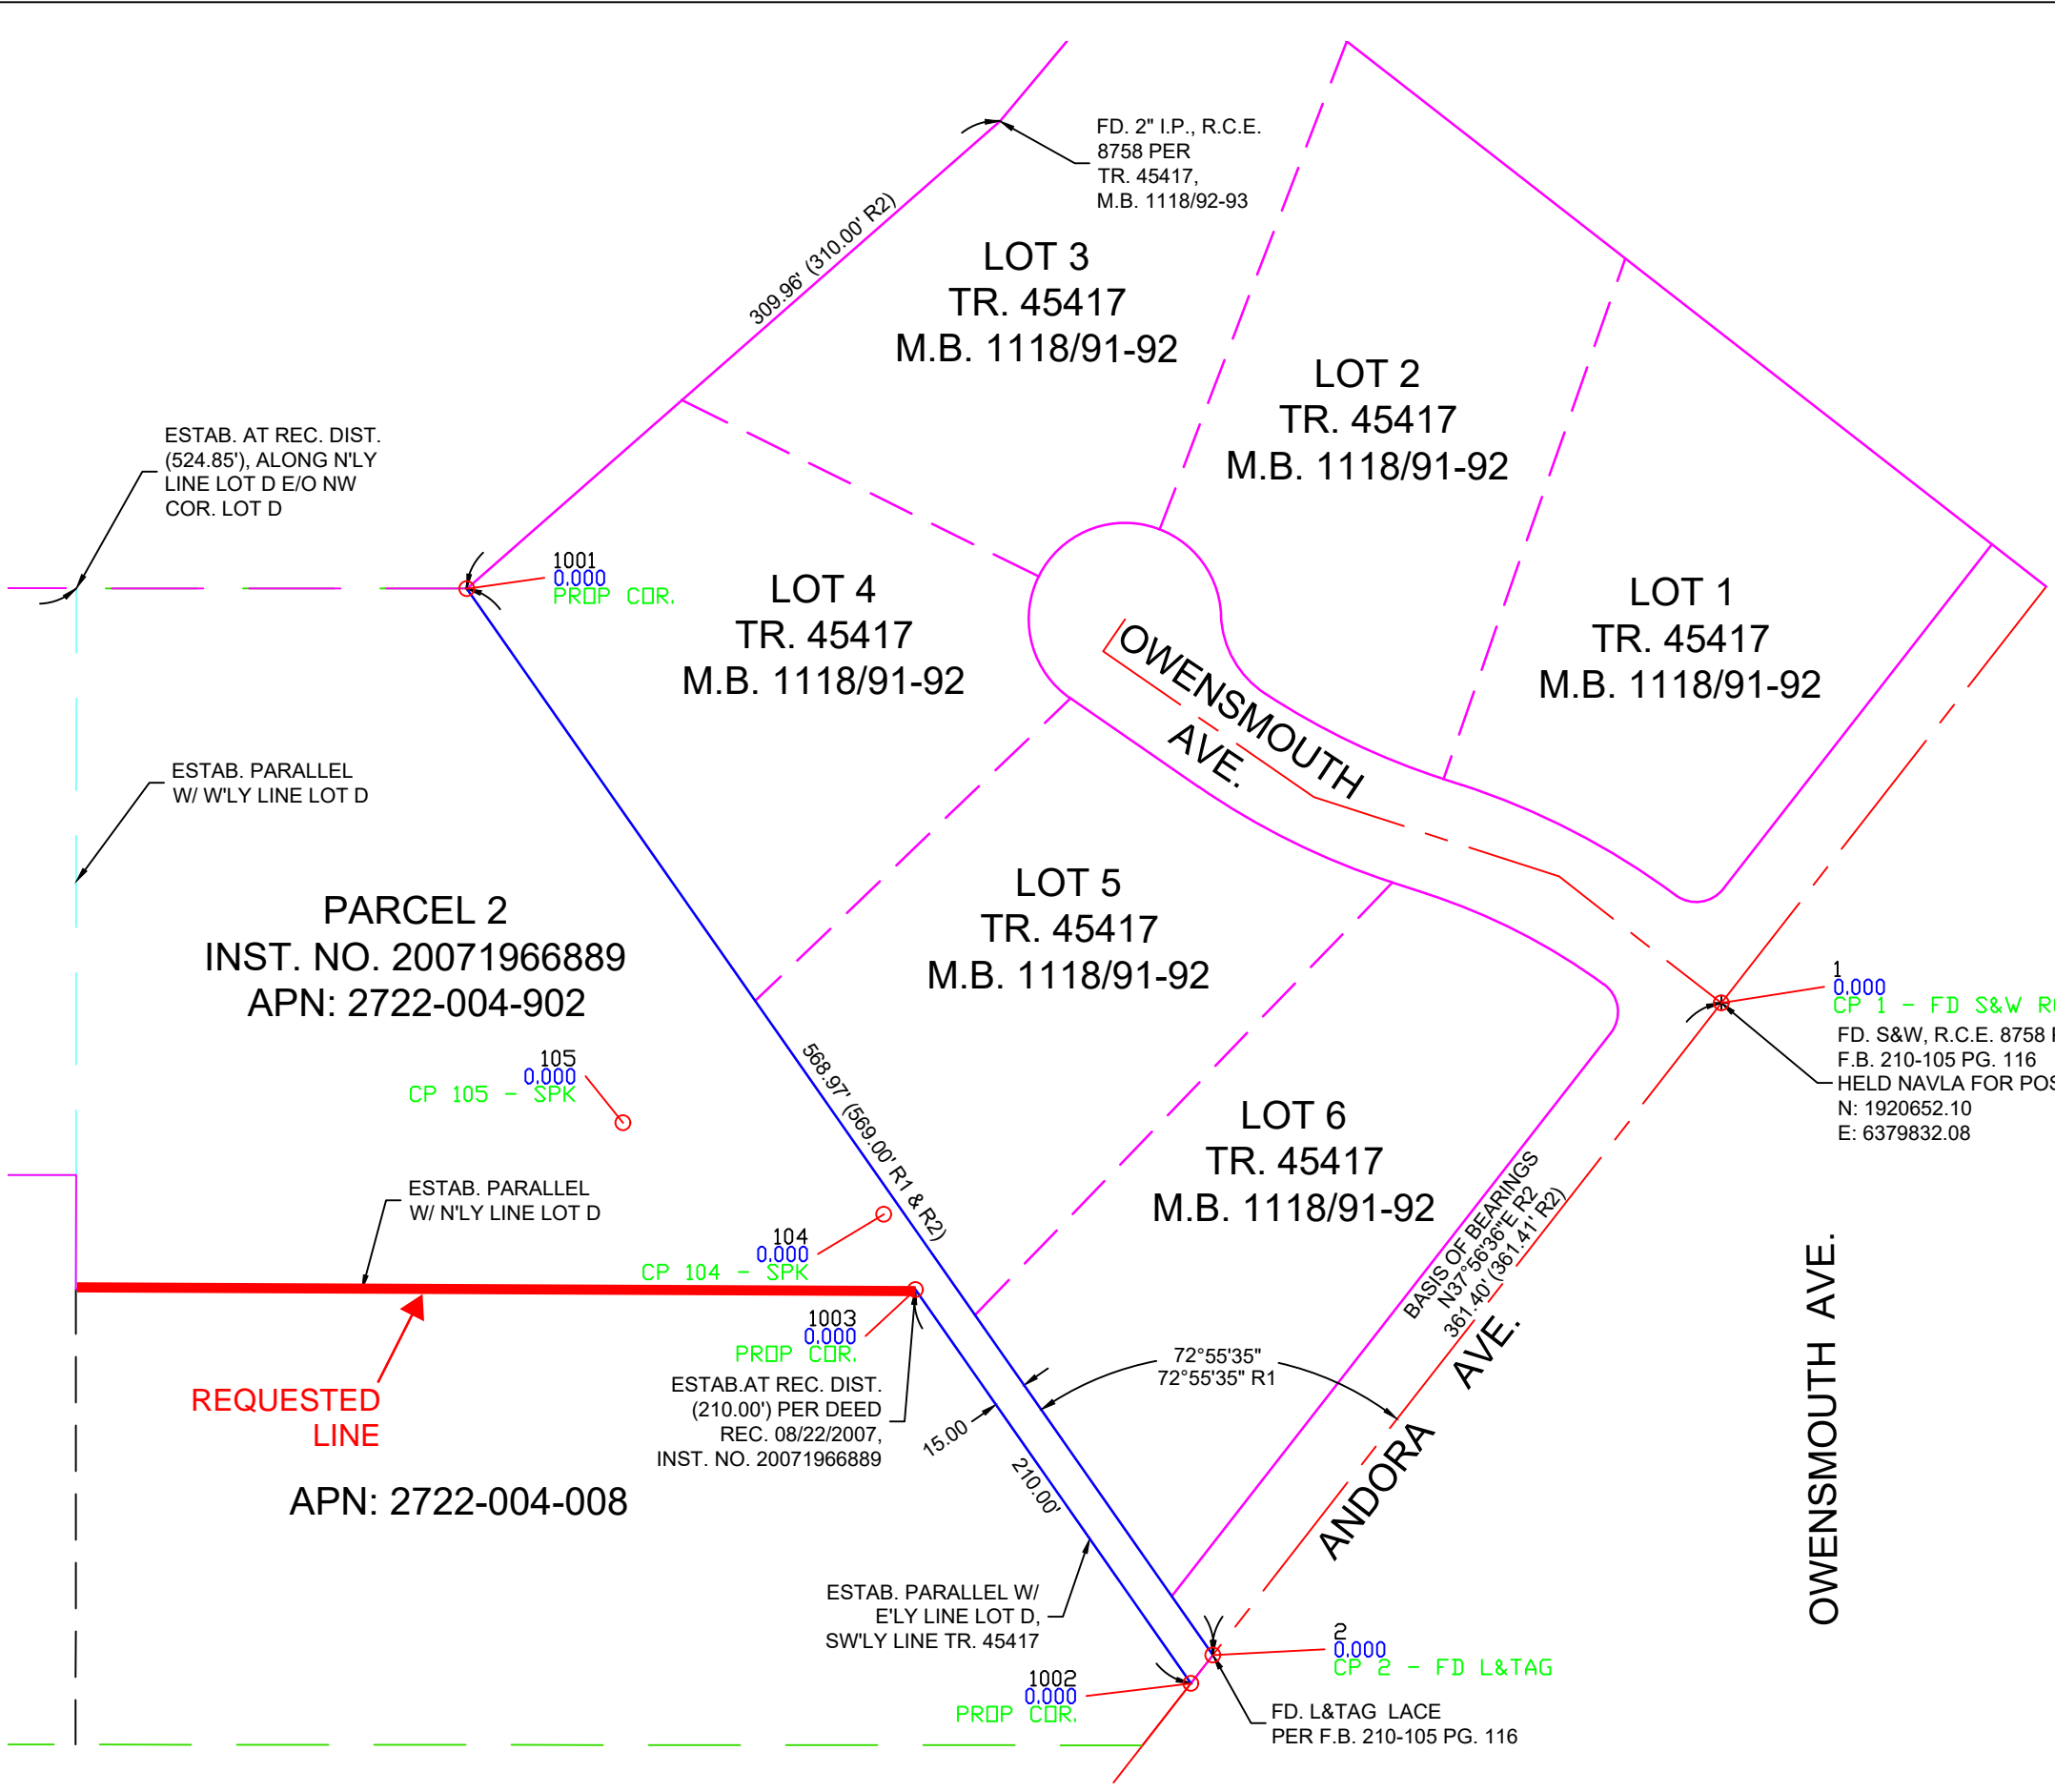 FD. 2" I.P., R.C.E.
8758 PER
TR. 45417,
M.B. 1118/92-93
309.96' (310.00' R2)
LOT 3
TR. 45417
M.B. 1118/91-92
LOT 2
TR. 45417
M.B. 1118/91-92
ESTAB. AT REC. DIST.
(524.85'), ALONG N'LY
LINE LOT D E/O NW
COR. LOT D
1001
0.000
PROP COR.
LOT 4
TR. 45417
M.B. 1118/91-92
LOT 1
TR. 45417
M.B. 1118/91-92
OWENSMOUTH
AVE.
ESTAB. PARALLEL
W/ W'LY LINE LOT D
PARCEL 2
INST. NO. 20071966889
APN: 2722-004-902
LOT 5
TR. 45417
M.B. 1118/91-92
1
0.000
CP 1 - FD S&W
FD. S&W, R.C.E. 8758
F.B. 210-105 PG. 116
HELD NAVLA FOR
N: 1920652.10
E: 6379832.08
105
0.000
CP 105 - SPK
568.97' (569.00' R1 & R2)
LOT 6
TR. 45417
M.B. 1118/91-92
BASIS OF BEARINGS
N37°56'36"E R2
361.40' (361.41' R2)
ESTAB. PARALLEL
W/ N'LY LINE LOT D
104
0.000
CP 104 - SPK
1003
0.000
PROP COR.
ESTAB.AT REC. DIST.
(210.00') PER DEED
REC. 08/22/2007,
INST. NO. 20071966889
REQUESTED
LINE
72°55'35"
72°55'35" R1
15.00
210.00'
ANDORA AVE.
OWENSMOUTH AVE.
APN: 2722-004-008
ESTAB. PARALLEL W/
E'LY LINE LOT D,
SW'LY LINE TR. 45417
1002
0.000
PROP COR.
2
0.000
CP 2 - FD L&TAG
FD. L&TAG LACE
PER F.B. 210-105 PG. 116